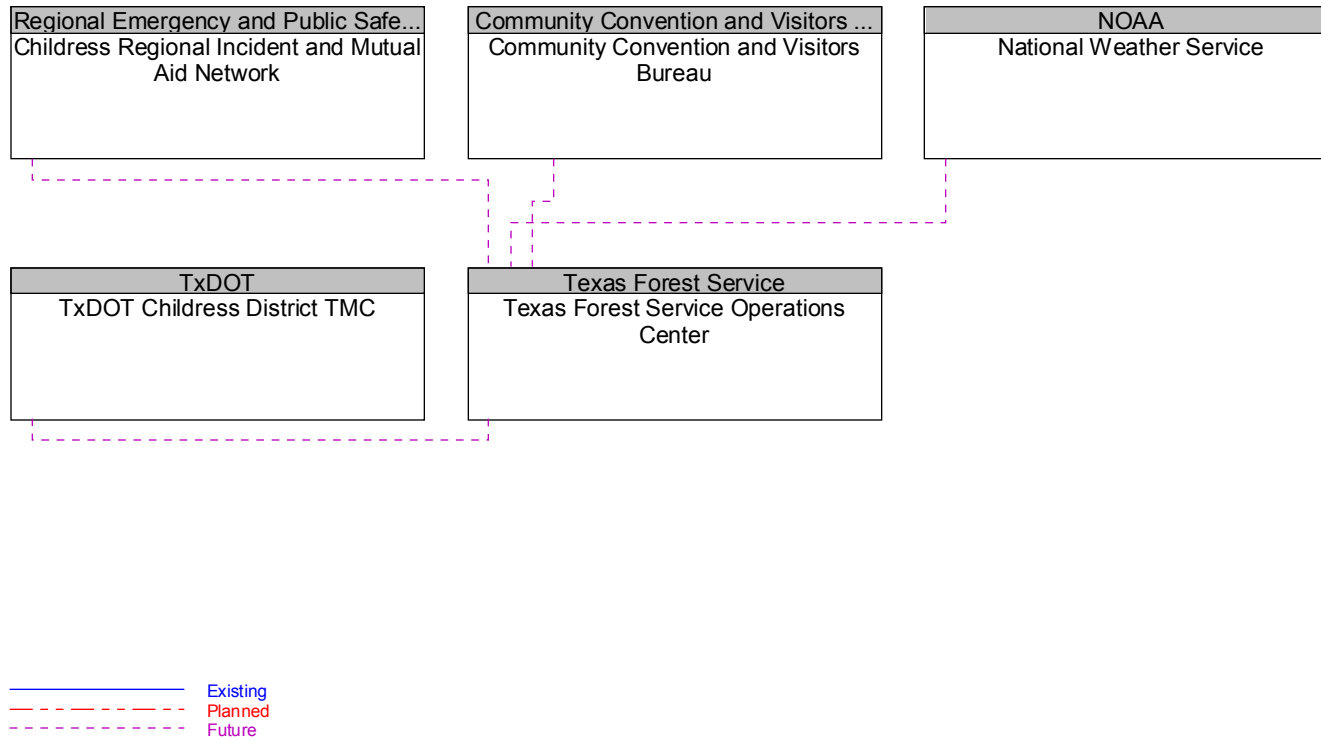 Regional Emergency and Public Safe...
Childress Regional Incident and Mutual
Aid Network
Community Convention and Visitors ...
Community Convention and Visitors
Bureau
NOAA
National Weather Service
TxDOT
TxDOT Childress District TMC
Texas Forest Service
Texas Forest Service Operations
Center
Existing
Planned
Future